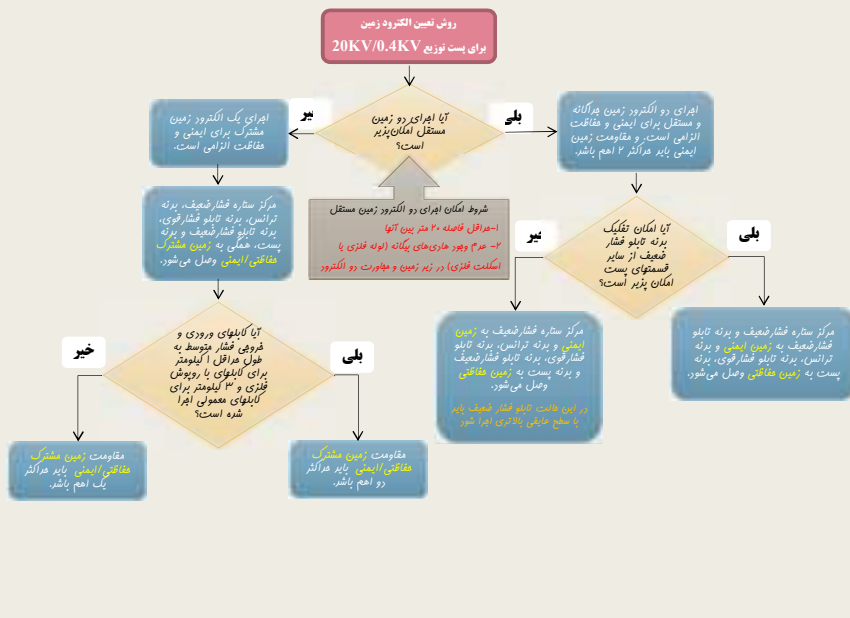 روش تعیین الکترود زمین
برای پست توزیع 20KV/0.4KV
آیا اجرای دو الکترود زمین
مستقل امکان‌پذیر
است؟
بلی
خیر
اجرای دو الکترود زمین جداگانه
و مستقل برای ایمنی و حفاظت
الزامی است. و مقاومت زمین
ایمنی باید حداکثر ۲ اهم باشد.
اجرای یک الکترود زمین
مشترک برای ایمنی و
حفاظت الزامی است.
شروط امکان اجرای دو الکترود زمین مستقل
۱-حداقل فاصله ۲۰ متر بین آنها
۲- عدم وجود هادی‌های بیگانه (لوله فلزی یا
اسکلت فلزی) در زیر زمین و مجاورت دو الکترود
مرکز ستاره فشارضعیف، بدنه
ترانس، بدنه تابلو فشارقوی،
بدنه تابلو فشارضعیف و بدنه
پست، همگی به زمین مشترک
حفاظتی/ایمنی وصل می‌شود.
آیا امکان تفکیک
بدنه تابلو فشار
ضعیف از سایر
قسمتهای پست
امکان پذیر است؟
بلی
خیر
مرکز ستاره فشارضعیف و بدنه تابلو
فشارضعیف به زمین ایمنی و بدنه
ترانس، بدنه تابلو فشارقوی، بدنه
پست به زمین حفاظتی وصل می‌شود.
مرکز ستاره فشارضعیف به زمین
ایمنی و بدنه ترانس، بدنه تابلو
فشارقوی، بدنه تابلو فشارضعیف
و بدنه پست به زمین حفاظتی
وصل می‌شود.
در این حالت تابلو فشار ضعیف باید
با سطح عایقی بالاتری اجرا شود
آیا کابلهای ورودی و
خروجی فشار متوسط به
طول حداقل ۱ کیلومتر
برای کابلهای با روپوش
فلزی و ۳ کیلومتر برای
کابلهای معمولی اجرا
شده است؟
بلی
خیر
مقاومت زمین مشترک
حفاظتی/ایمنی باید حداکثر
دو اهم باشد.
مقاومت زمین مشترک
حفاظتی/ایمنی باید حداکثر
یک اهم باشد.